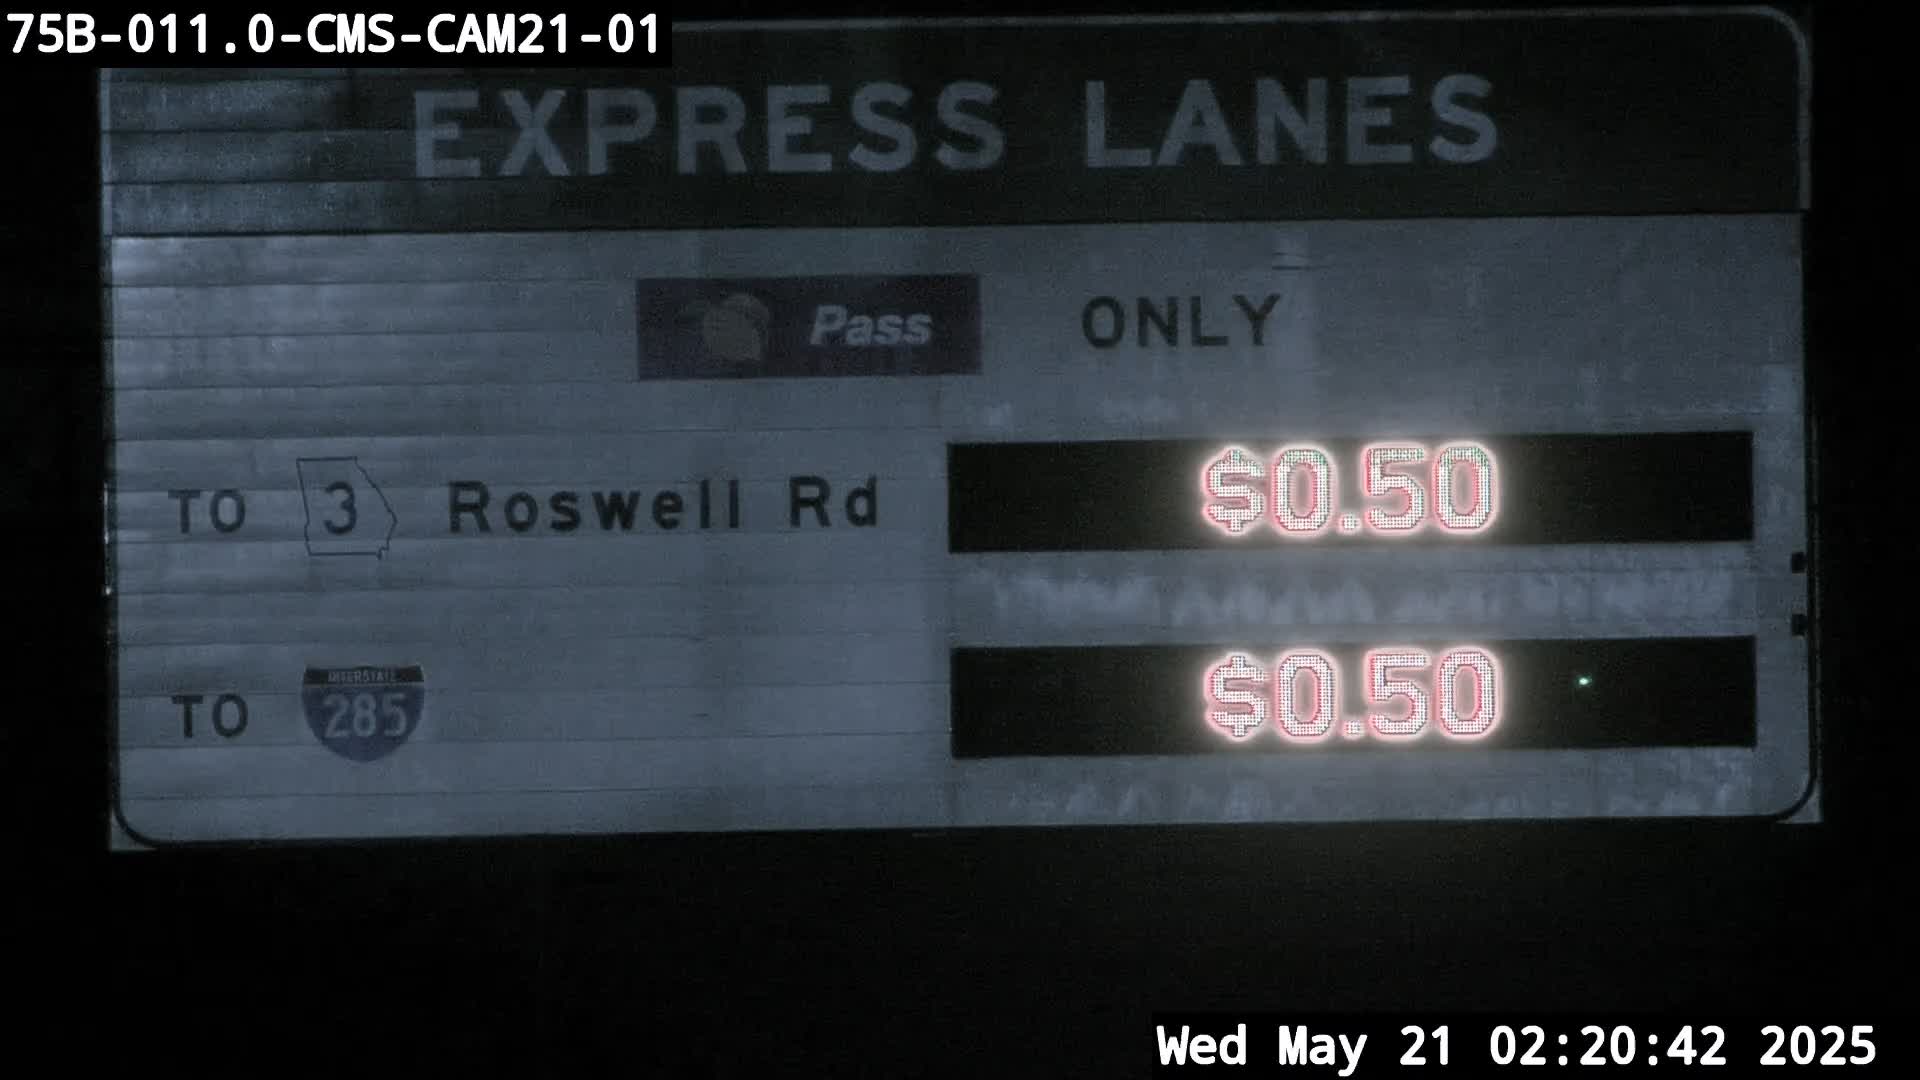 75B-011.0-CMS-CAM21-01
EXPRESS LANES
Pass ONLY
TO 3 Roswell Rd $0.50
INTERSTATE
TO 285 $0.50
Wed May 21 02:20:42 2025